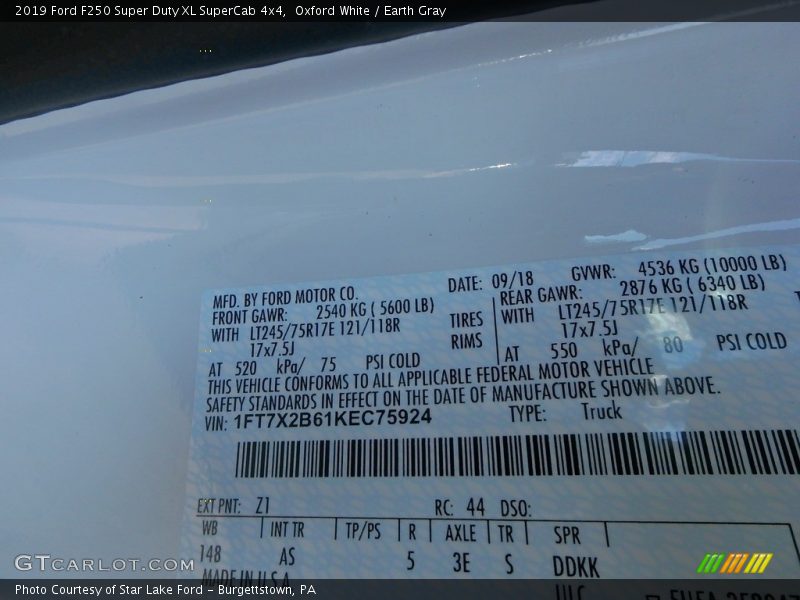 2019 Ford F250 Super Duty XL SuperCab 4x4, Oxford White / Earth Gray
MFD. BY FORD MOTOR CO. DATE: 09/18 GVWR: 4536 KG (10000 LB)
FRONT GAWR: 2540 KG ( 5600 LB) REAR GAWR: 2876 KG ( 6340 LB)
WITH LT245/75R17E 121/118R TIRES WITH LT245/75R17E 121/118R
17x7.5J RIMS 17x7.5J
AT 520 kPa/ 75 PSI COLD AT 550 kPa/ 80 PSI COLD
THIS VEHICLE CONFORMS TO ALL APPLICABLE FEDERAL MOTOR VEHICLE
SAFETY STANDARDS IN EFFECT ON THE DATE OF MANUFACTURE SHOWN ABOVE.
VIN: 1FT7X2B61KEC75924 TYPE: Truck
EXT PNT: Z1 RC: 44 DSO:
WB INT TR TP/PS R AXLE TR SPR
148 AS 5 3E S DDKK
MADE IN U.S.A.
GTCARLOT.COM
Photo Courtesy of Star Lake Ford - Burgettstown, PA